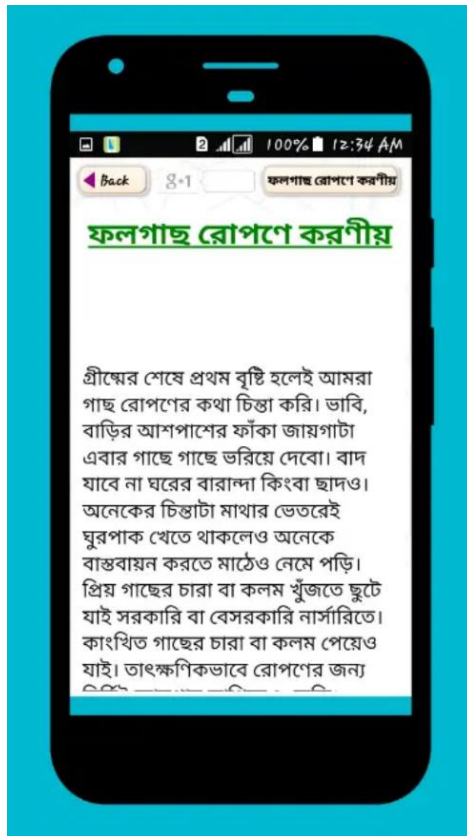 2 100% 12:34 AM
Back g+1 ফলগাছ রোপণে করণীয়
ফলগাছ রোপণে করণীয়
গ্রীষ্মের শেষে প্রথম বৃষ্টি হলেই আমরা
গাছ রোপণের কথা চিন্তা করি। ভাবি,
বাড়ির আশপাশের ফাঁকা জায়গাটা
এবার গাছে গাছে ভরিয়ে দেবো। বাদ
যাবে না ঘরের বারান্দা কিংবা ছাদও।
অনেকের চিন্তাটা মাথার ভেতরেই
ঘুরপাক খেতে থাকলেও অনেকে
বাস্তবায়ন করতে মাঠেও নেমে পড়ি।
প্রিয় গাছের চারা বা কলম খুঁজতে ছুটে
যাই সরকারি বা বেসরকারি নার্সারিতে।
কাংখিত গাছের চারা বা কলম পেয়েও
যাই। তাৎক্ষণিকভাবে রোপণের জন্য